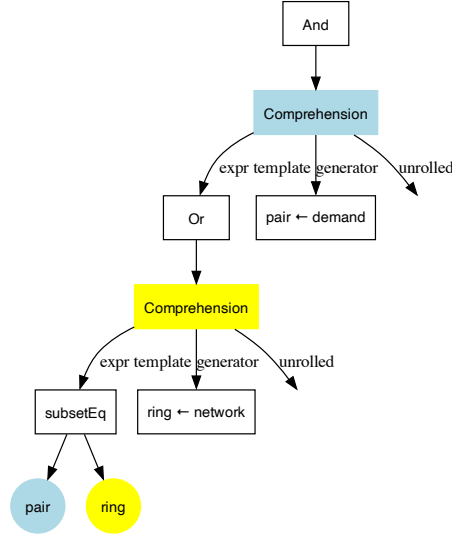 And
Comprehension
expr template generator unrolled
Or
pair ← demand
Comprehension
expr template generator unrolled
subsetEq
ring ← network
pair
ring